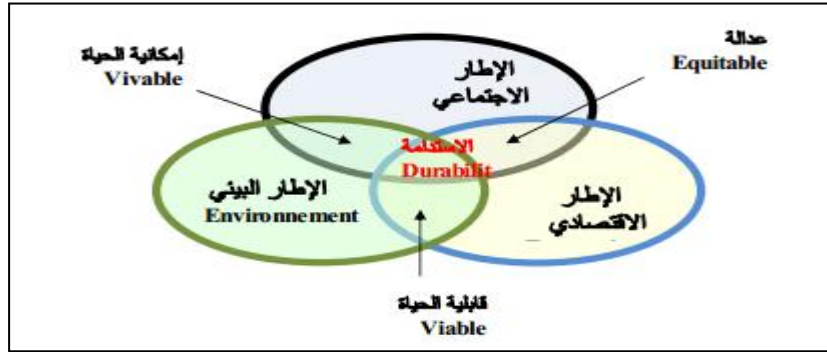 إمكانية الحياة
Vivable
عدالة
Equitable
الإطار
الاجتماعي
الاستدامة
Durabilit
الإطار البيئي
Environnement
الإطار
الاقتصادي
قابلية الحياة
Viable